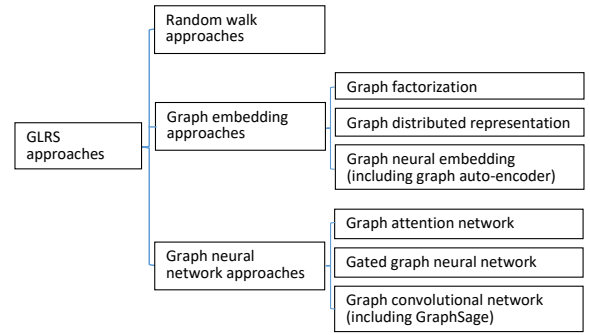 Random walk
approaches
Graph factorization
Graph embedding
approaches
Graph distributed representation
GLRS
approaches
Graph neural embedding
(including graph auto-encoder)
Graph attention network
Graph neural
network approaches
Gated graph neural network
Graph convolutional network
(including GraphSage)